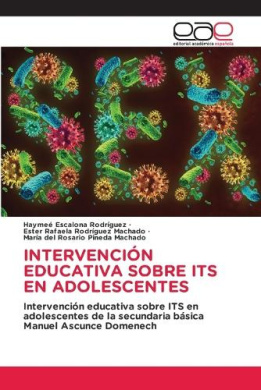 eae
editorial académica española
SEX
Haymeé Escalona Rodríguez ·
Ester Rafaela Rodríguez Machado ·
María del Rosario Pineda Machado
INTERVENCIÓN
EDUCATIVA SOBRE ITS
EN ADOLESCENTES
Intervención educativa sobre ITS en
adolescentes de la secundaria básica
Manuel Ascunce Domenech